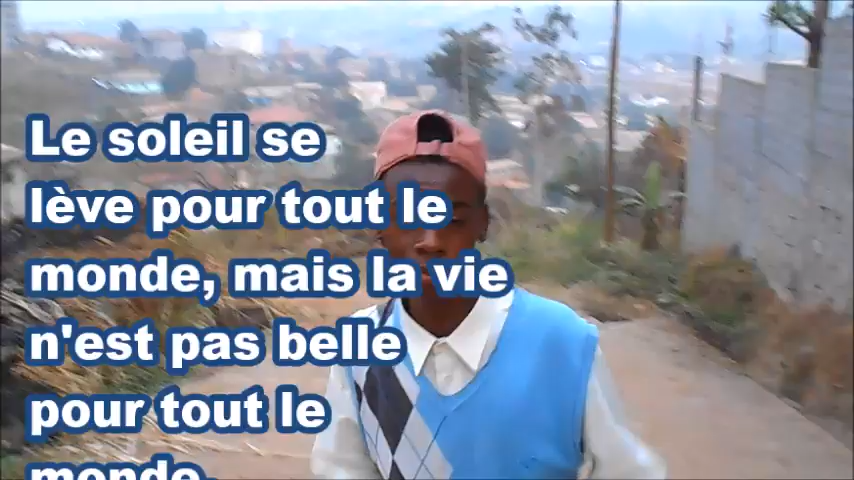 Le soleil se
lève pour tout le
monde, mais la vie
n'est pas belle
pour tout le
monde.